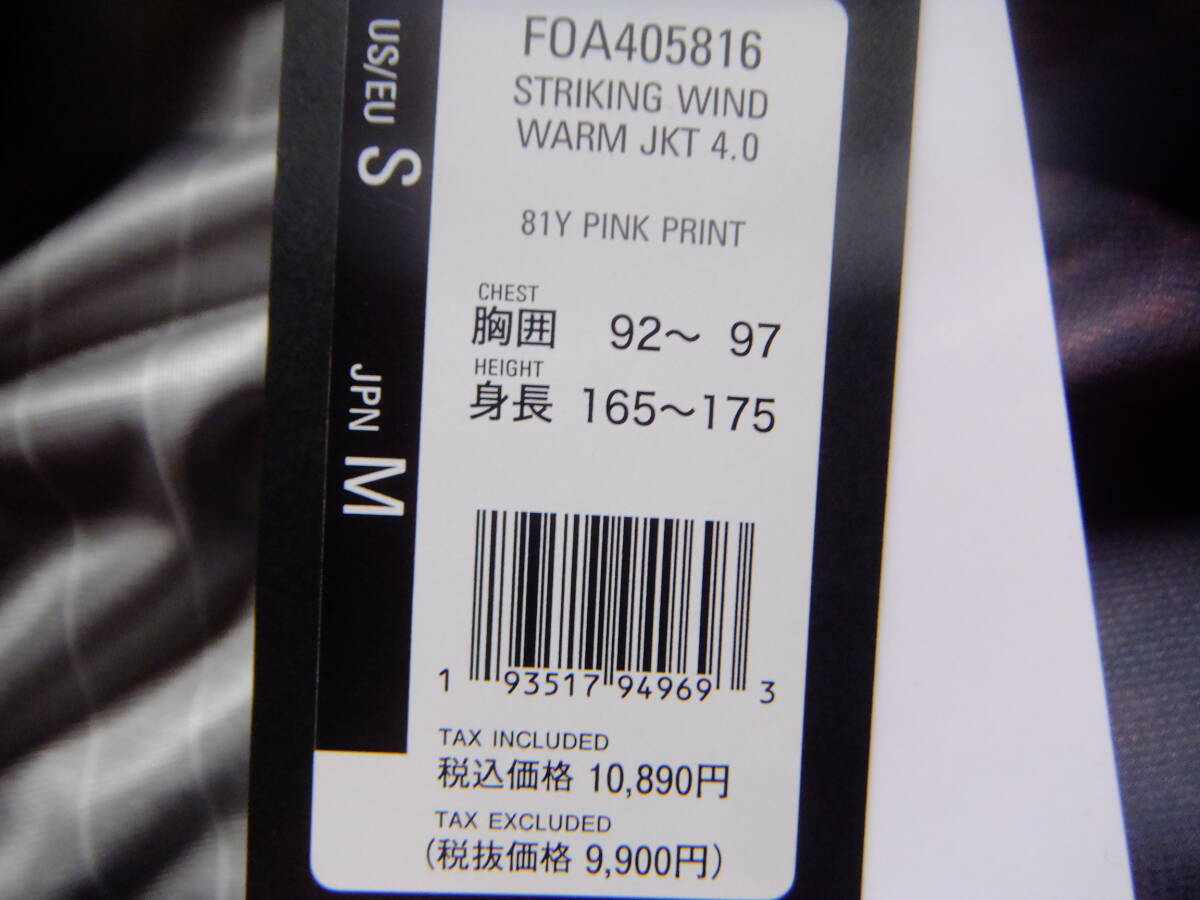 US/EU S
JPN M
FOA405816
STRIKING WIND
WARM JKT 4.0
81Y PINK PRINT
CHEST
胸囲 92～ 97
HEIGHT
身長 165～175
1 93517 94969 3
TAX INCLUDED
税込価格 10,890円
TAX EXCLUDED
(税抜価格 9,900円)